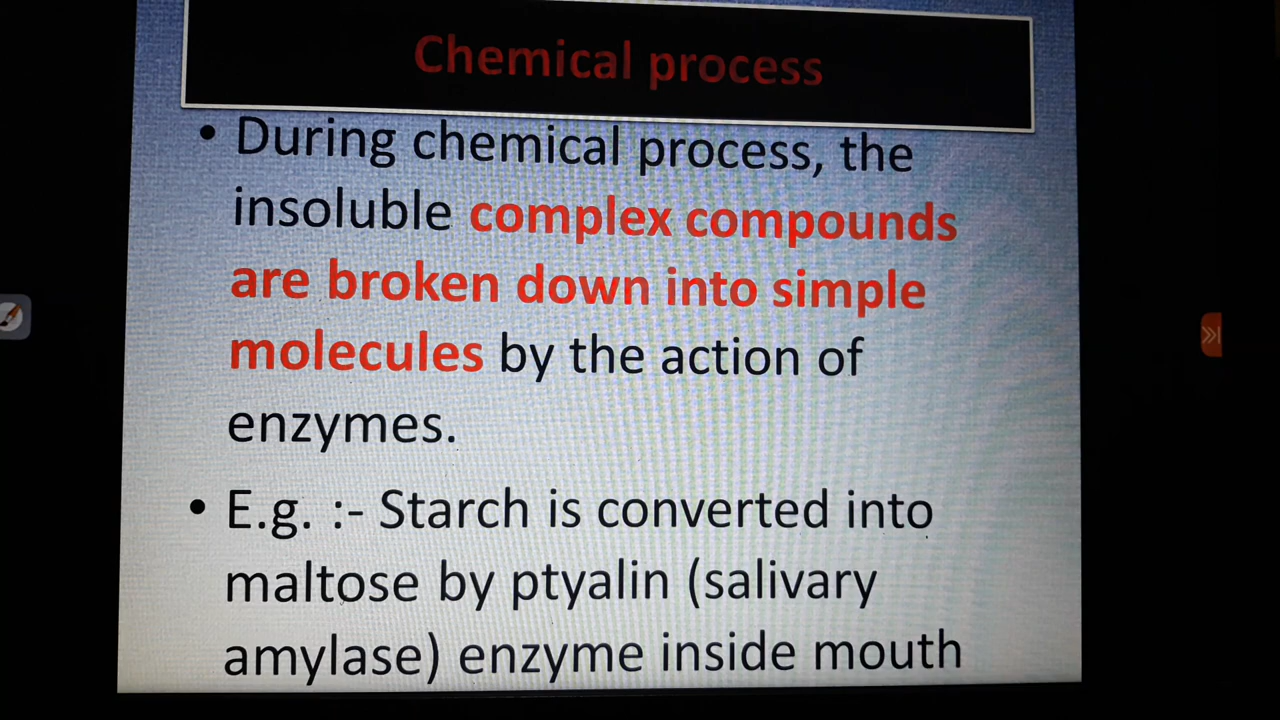 Chemical process
• During chemical process, the
insoluble complex compounds
are broken down into simple
molecules by the action of
enzymes.
• E.g. :- Starch is converted into
maltose by ptyalin (salivary
amylase) enzyme inside mouth